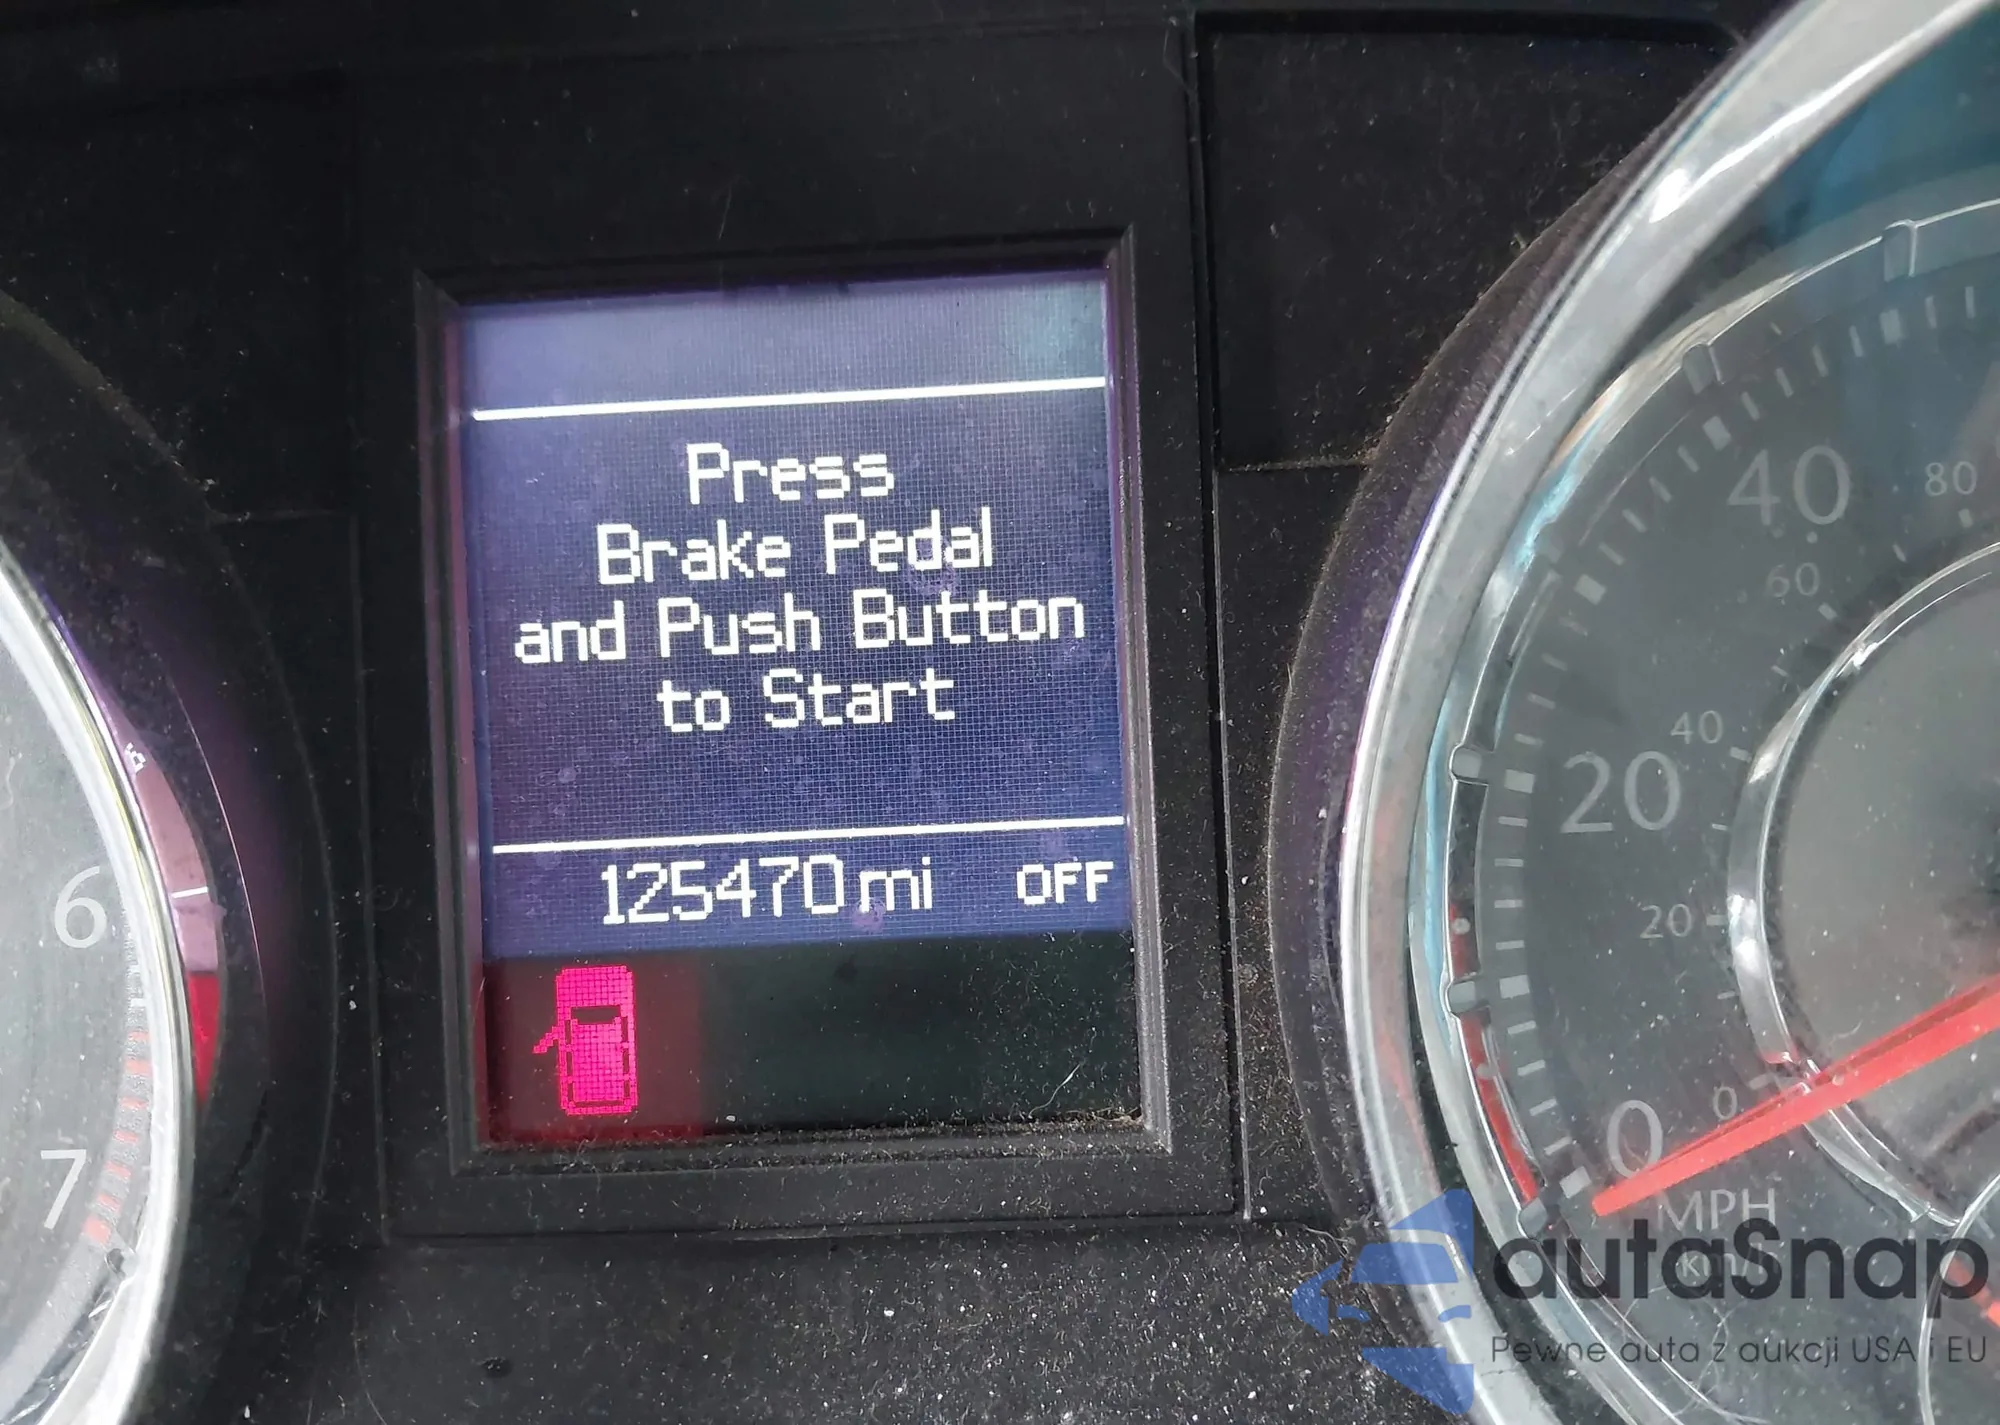 Press
Brake Pedal
and Push Button
to Start
125470 mi OFF
6
7
40
80
60
40
20
20
0
0
MPH
km/
autaSnap
Pewne auta z aukcji USA i EU